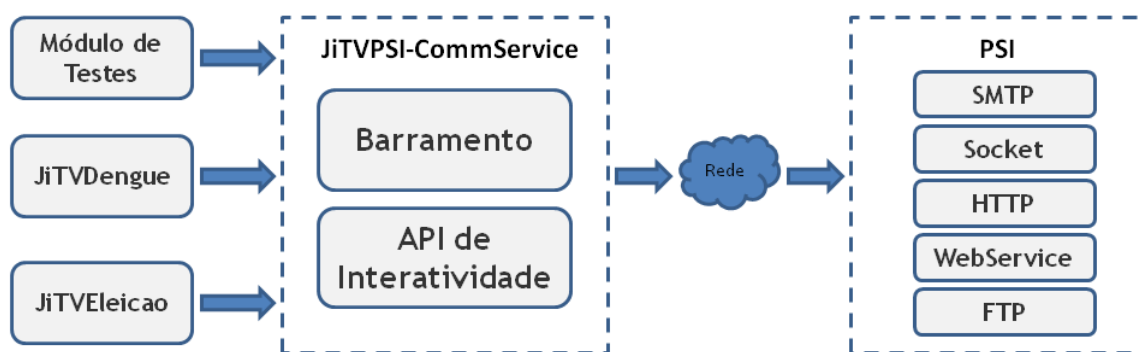 Módulo de
Testes
JiTVDengue
JiTVEleicao
JiTVPSI-CommService
Barramento
API de
Interatividade
Rede
PSI
SMTP
Socket
HTTP
WebService
FTP